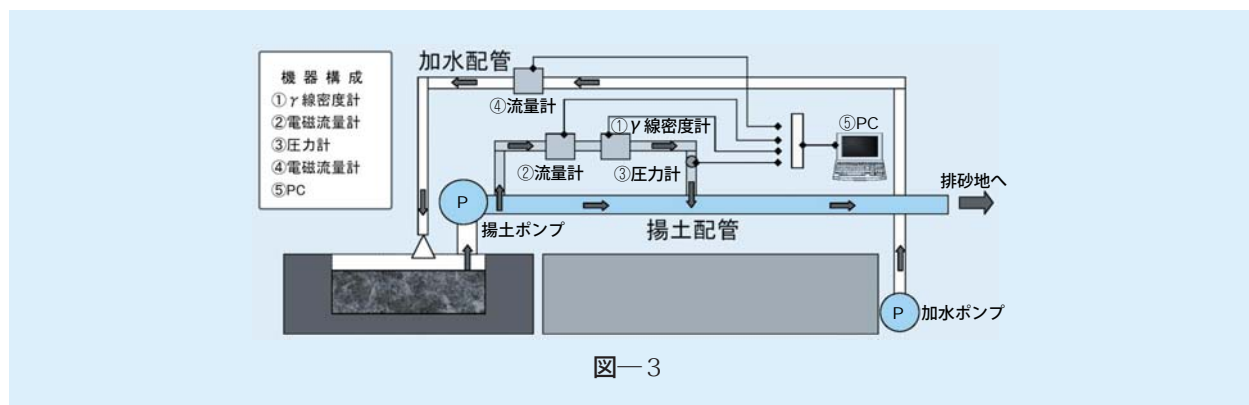 機器構成
①γ線密度計
②電磁流量計
③圧力計
④電磁流量計
⑤PC
加水配管
④流量計
①γ線密度計
⑤PC
②流量計
③圧力計
排砂地へ
P
揚土ポンプ
揚土配管
P
加水ポンプ
図—3